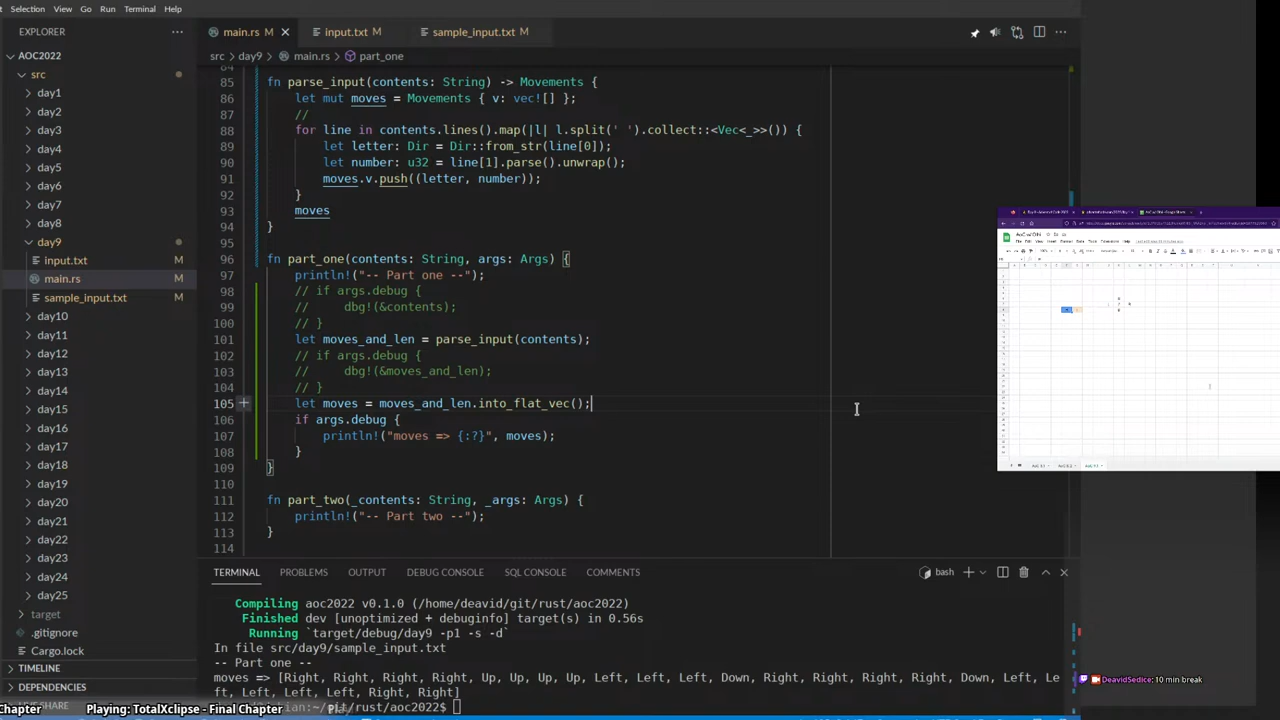 Selection View Go Run Terminal Help
EXPLORER
AOC2022
src
day1
day2
day3
day4
day5
day6
day7
day8
day9
input.txt M
main.rs M
sample_input.txt M
day10
day11
day12
day13
day14
day15
day16
day17
day18
day19
day20
day21
day22
day23
day24
day25
target
.gitignore
Cargo.lock
TIMELINE
DEPENDENCIES
main.rs M
input.txt M
sample_input.txt M
src > day9 > main.rs > part_one
84
85 fn parse_input(contents: String) -> Movements {
86 let mut moves = Movements { v: vec![] };
87 //
88 for line in contents.lines().map(|l| l.split(' ').collect::<Vec<_>>()) {
89 let letter: Dir = Dir::from_str(line[0]);
90 let number: u32 = line[1].parse().unwrap();
91 moves.v.push((letter, number));
92 }
93 moves
94 }
95
96 fn part_one(contents: String, args: Args) {
97 println!("-- Part one --");
98 // if args.debug {
99 // dbg!(&contents);
100 // }
101 let moves_and_len = parse_input(contents);
102 // if args.debug {
103 // dbg!(&moves_and_len);
104 // }
105 let moves = moves_and_len.into_flat_vec();
106 if args.debug {
107 println!("moves => {:?}", moves);
108 }
109 }
110
111 fn part_two(_contents: String, _args: Args) {
112 println!("-- Part two --");
113 }
114
TERMINAL PROBLEMS OUTPUT DEBUG CONSOLE SQL CONSOLE COMMENTS
bash
Compiling aoc2022 v0.1.0 (/home/deavid/git/rust/aoc2022)
Finished dev [unoptimized + debuginfo] target(s) in 0.56s
Running `target/debug/day9 -p1 -s -d`
In file src/day9/sample_input.txt
-- Part one --
moves => [Right, Right, Right, Right, Up, Up, Up, Up, Left, Left, Left, Down, Right, Right, Right, Right, Down, Left, Le
ft, Left, Left, Left, Right, Right]
git/rust/aoc2022$
Chapter Playing: TotalXclipse - Final Chapter
DeavidSedice: 10 min break